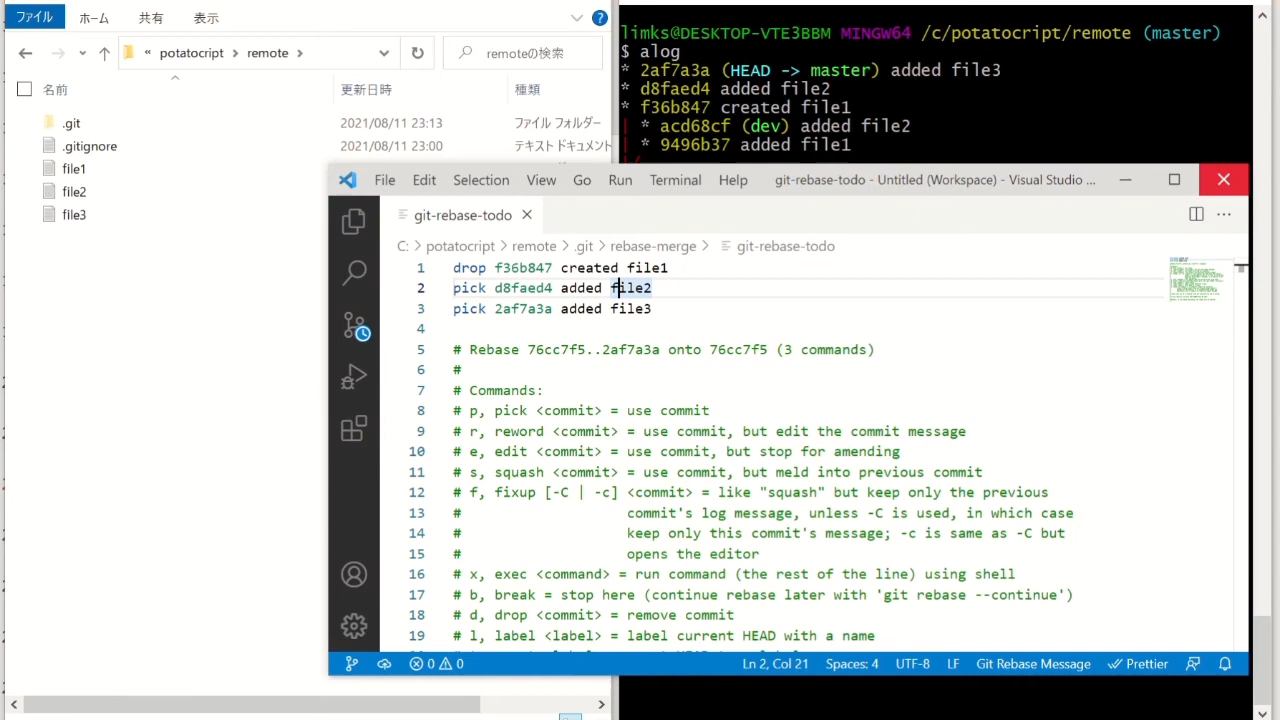 ファイル ホーム 共有 表示
« potatocript > remote >
remoteの検索
名前 更新日時 種類
.git 2021/08/11 23:13 ファイル フォルダー
.gitignore 2021/08/11 23:00 テキスト ドキュメント
file1
file2
file3
limks@DESKTOP-VTE3BBM MINGW64 /c/potatocript/remote (master)
$ alog
* 2af7a3a (HEAD -> master) added file3
* d8faed4 added file2
* f36b847 created file1
| * acd68cf (dev) added file2
| * 9496b37 added file1
|/
File Edit Selection View Go Run Terminal Help git-rebase-todo - Untitled (Workspace) - Visual Studio ...
git-rebase-todo
C: > potatocript > remote > .git > rebase-merge > git-rebase-todo
1 drop f36b847 created file1
2 pick d8faed4 added file2
3 pick 2af7a3a added file3
4
5 # Rebase 76cc7f5..2af7a3a onto 76cc7f5 (3 commands)
6 #
7 # Commands:
8 # p, pick <commit> = use commit
9 # r, reword <commit> = use commit, but edit the commit message
10 # e, edit <commit> = use commit, but stop for amending
11 # s, squash <commit> = use commit, but meld into previous commit
12 # f, fixup [-C | -c] <commit> = like "squash" but keep only the previous
13 # commit's log message, unless -C is used, in which case
14 # keep only this commit's message; -c is same as -C but
15 # opens the editor
16 # x, exec <command> = run command (the rest of the line) using shell
17 # b, break = stop here (continue rebase later with 'git rebase --continue')
18 # d, drop <commit> = remove commit
19 # l, label <label> = label current HEAD with a name
0 0 Ln 2, Col 21 Spaces: 4 UTF-8 LF Git Rebase Message Prettier